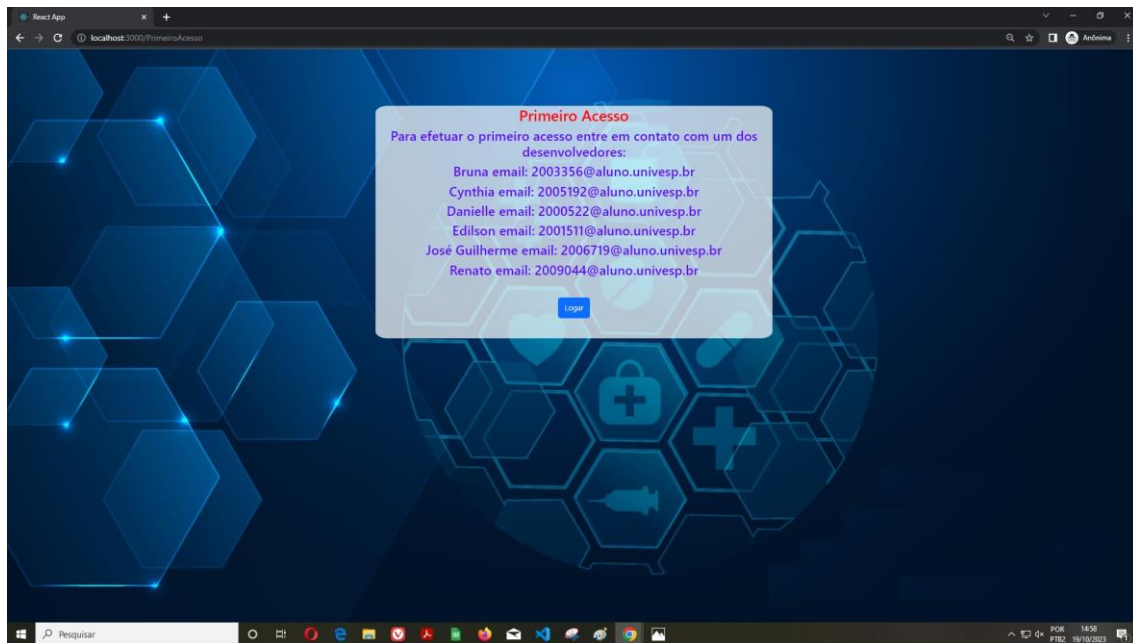 React App
localhost:3000/PrimeiroAcesso
Anônima
Primeiro Acesso
Para efetuar o primeiro acesso entre em contato com um dos
desenvolvedores:
Bruna email: 2003356@aluno.univesp.br
Cynthia email: 2005192@aluno.univesp.br
Danielle email: 2000522@aluno.univesp.br
Edilson email: 2001511@aluno.univesp.br
José Guilherme email: 2006719@aluno.univesp.br
Renato email: 2009044@aluno.univesp.br
Logar
Pesquisar
POR 14:58
PTB2 19/10/2023